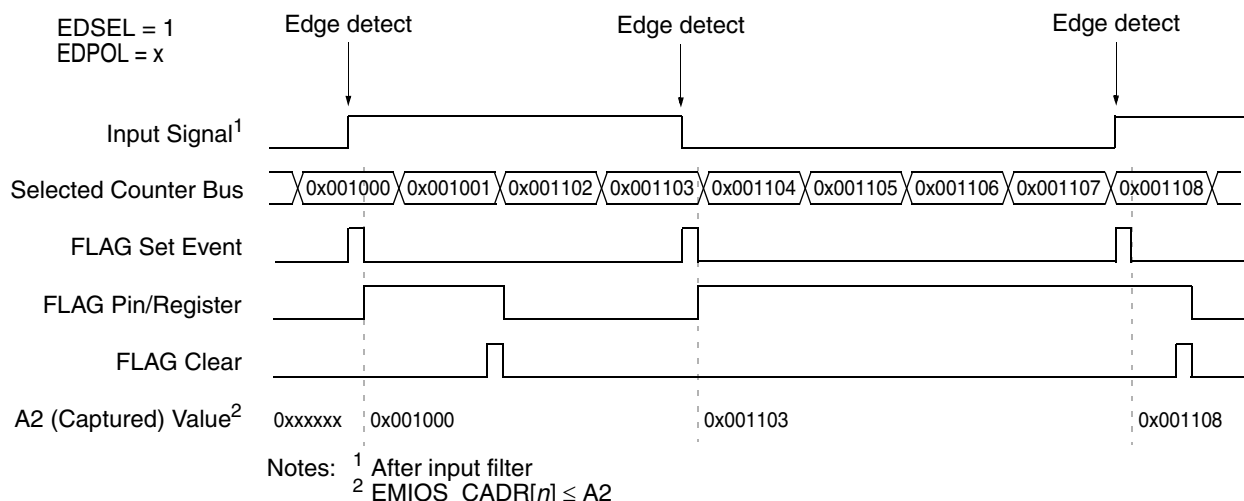 EDSEL = 1
EDPOL = x
Edge detect Edge detect Edge detect
Input Signal1
Selected Counter Bus 0x001000 0x001001 0x001102 0x001103 0x001104 0x001105 0x001106 0x001107 0x001108
FLAG Set Event
FLAG Pin/Register
FLAG Clear
A2 (Captured) Value2 0xxxxxx 0x001000 0x001103 0x001108
Notes: 1 After input filter
2 EMIOS_CADR[n] ≤ A2